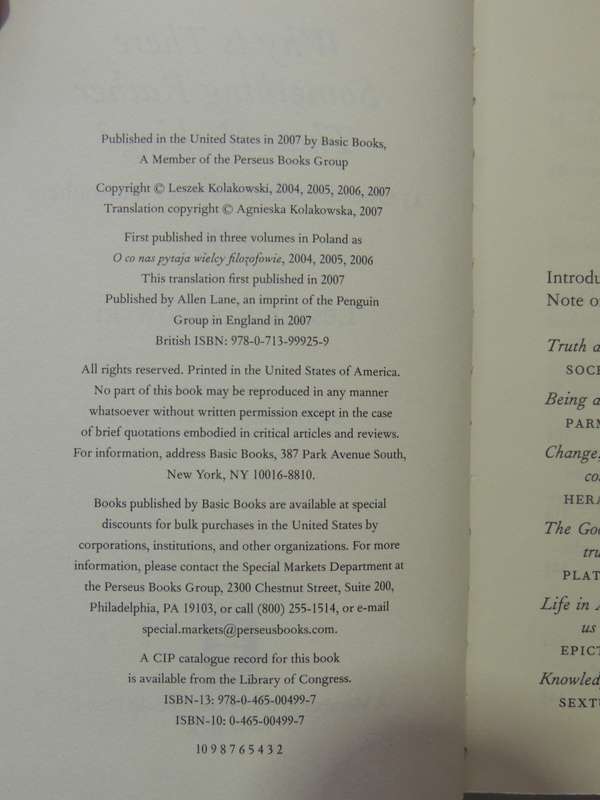 Published in the United States in 2007 by Basic Books,
A Member of the Perseus Books Group
Copyright © Leszek Kolakowski, 2004, 2005, 2006, 2007
Translation copyright © Agnieska Kolakowska, 2007
First published in three volumes in Poland as
O co nas pytaja wielcy filozofowie, 2004, 2005, 2006
This translation first published in 2007
Published by Allen Lane, an imprint of the Penguin
Group in England in 2007
British ISBN: 978-0-713-99925-9
All rights reserved. Printed in the United States of America.
No part of this book may be reproduced in any manner
whatsoever without written permission except in the case
of brief quotations embodied in critical articles and reviews.
For information, address Basic Books, 387 Park Avenue South,
New York, NY 10016-8810.
Books published by Basic Books are available at special
discounts for bulk purchases in the United States by
corporations, institutions, and other organizations. For more
information, please contact the Special Markets Department at
the Perseus Books Group, 2300 Chestnut Street, Suite 200,
Philadelphia, PA 19103, or call (800) 255-1514, or e-mail
special.markets@perseusbooks.com.
A CIP catalogue record for this book
is available from the Library of Congress.
ISBN-13: 978-0-465-00499-7
ISBN-10: 0-465-00499-7
10 9 8 7 6 5 4 3 2
Introdu
Note o
Truth a
SOCR
Being a
PARM
Change,
co
HERA
The Goo
tru
PLAT
Life in A
us
EPICT
Knowled
SEXTU